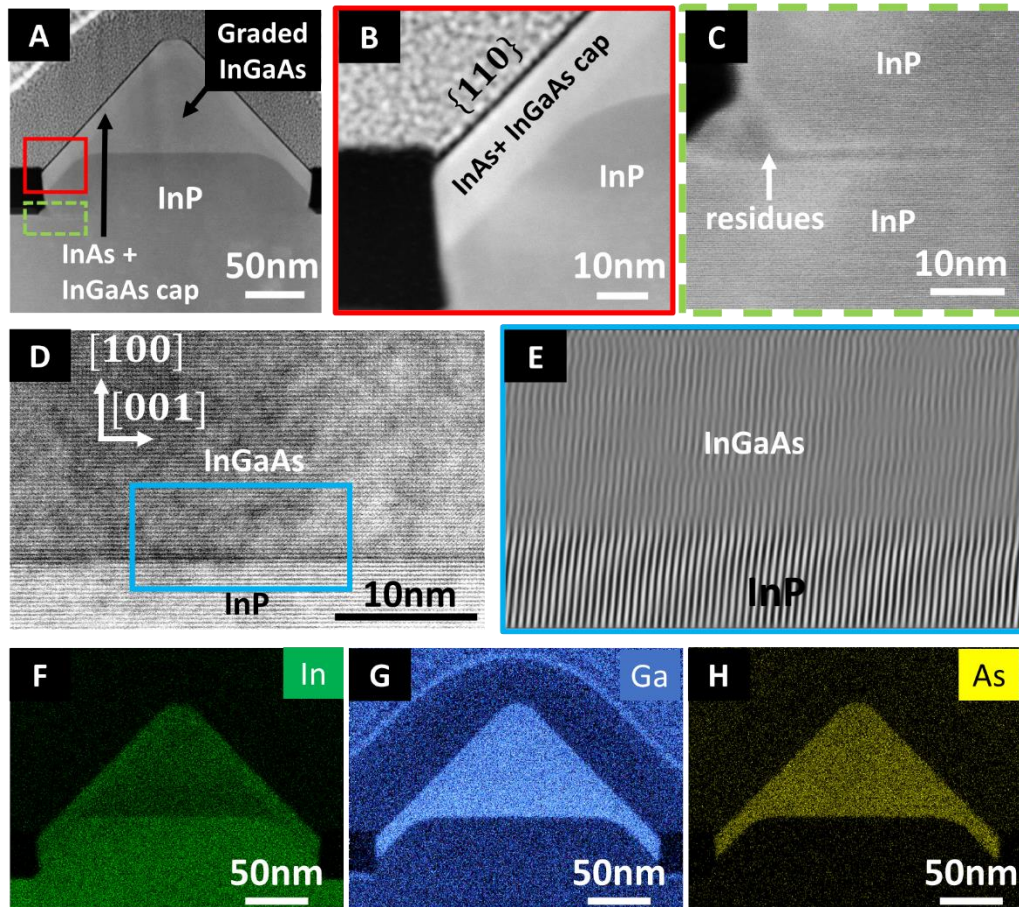 A
Graded
InGaAs
InP
InAs +
InGaAs cap
50nm
B
{110}
InAs+ InGaAs cap
InP
10nm
C
InP
residues
InP
10nm
D
[100]
[001]
InGaAs
InP
10nm
E
InGaAs
InP
F
In
50nm
G
Ga
50nm
H
As
50nm